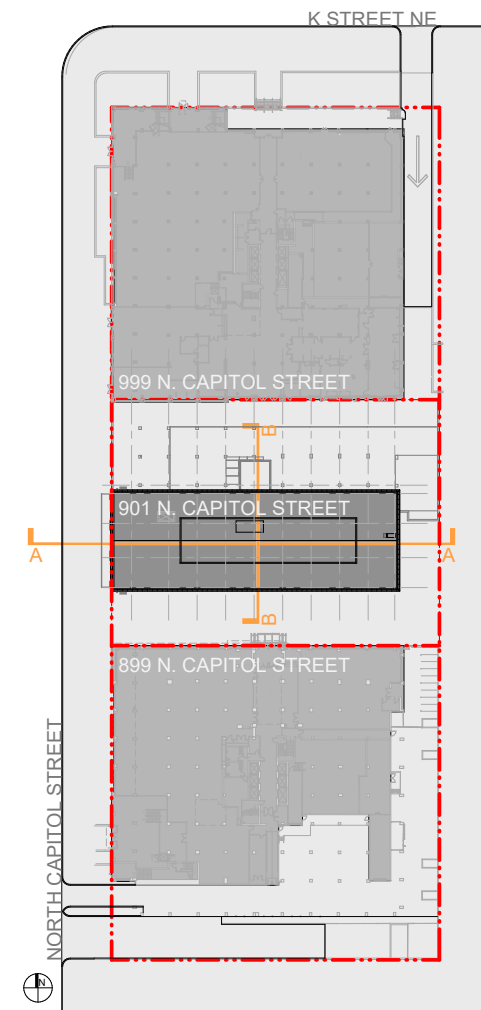 K STREET NE
999 N. CAPITOL STREET
B
901 N. CAPITOL STREET
A
A
B
899 N. CAPITOL STREET
NORTH CAPITOL STREET
N